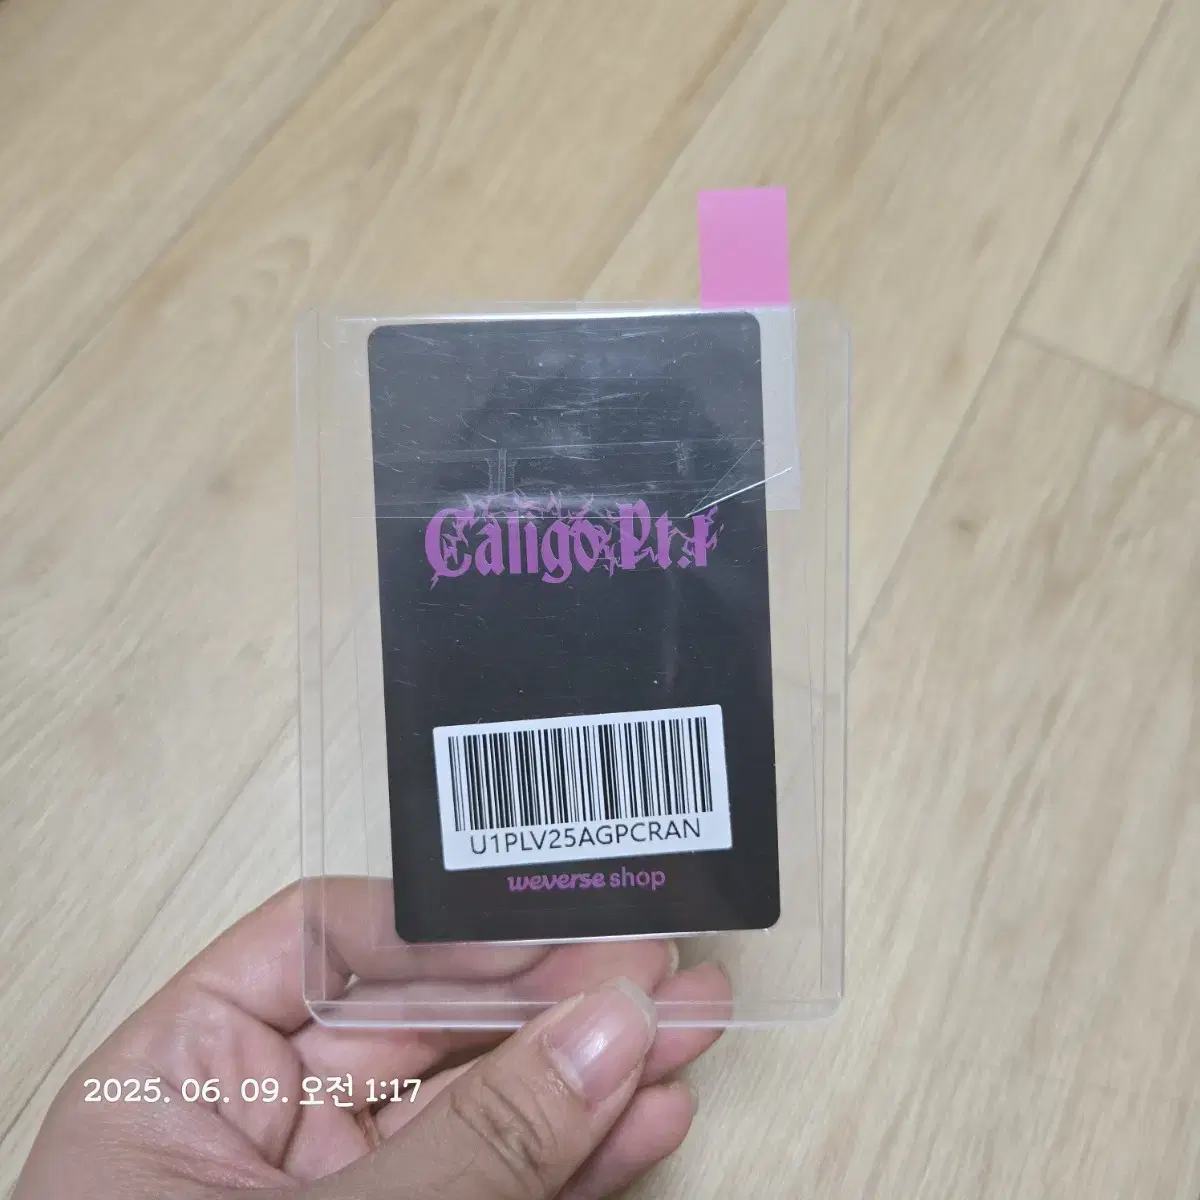 Caligo Pt.1
U1PLV25AGPCRAN
weverse shop
2025. 06. 09. 오전 1:17